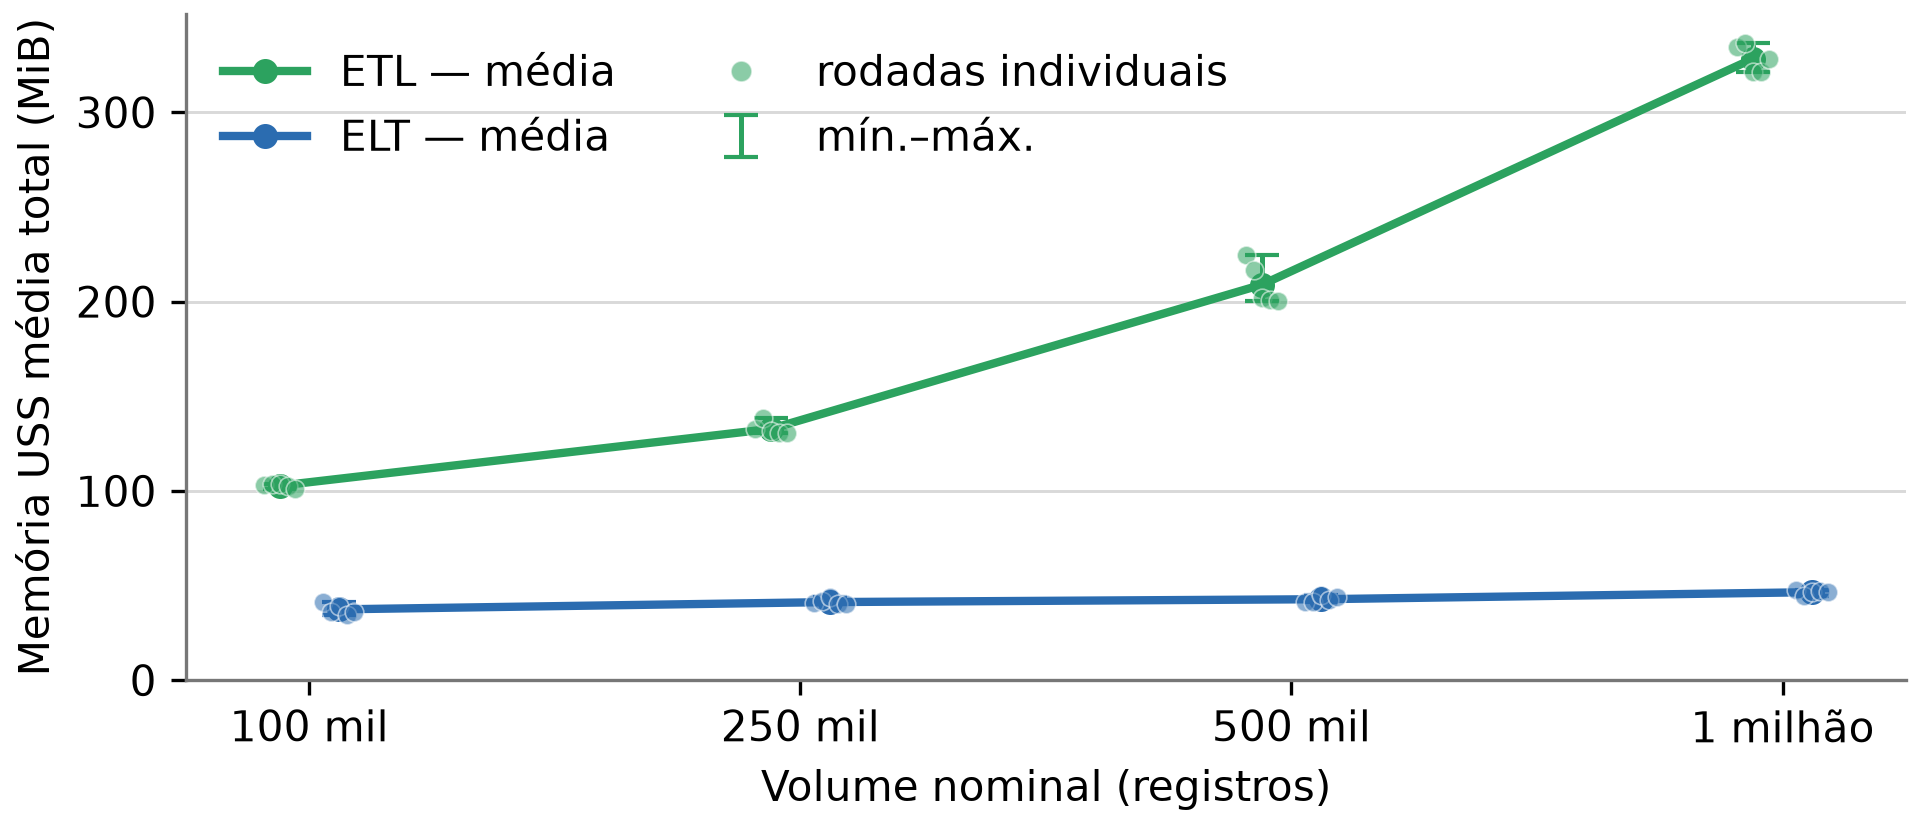 Memória USS média total (MiB)
ETL — média
ELT — média
rodadas individuais
mín.–máx.
300
200
100
0
100 mil
250 mil
500 mil
1 milhão
Volume nominal (registros)